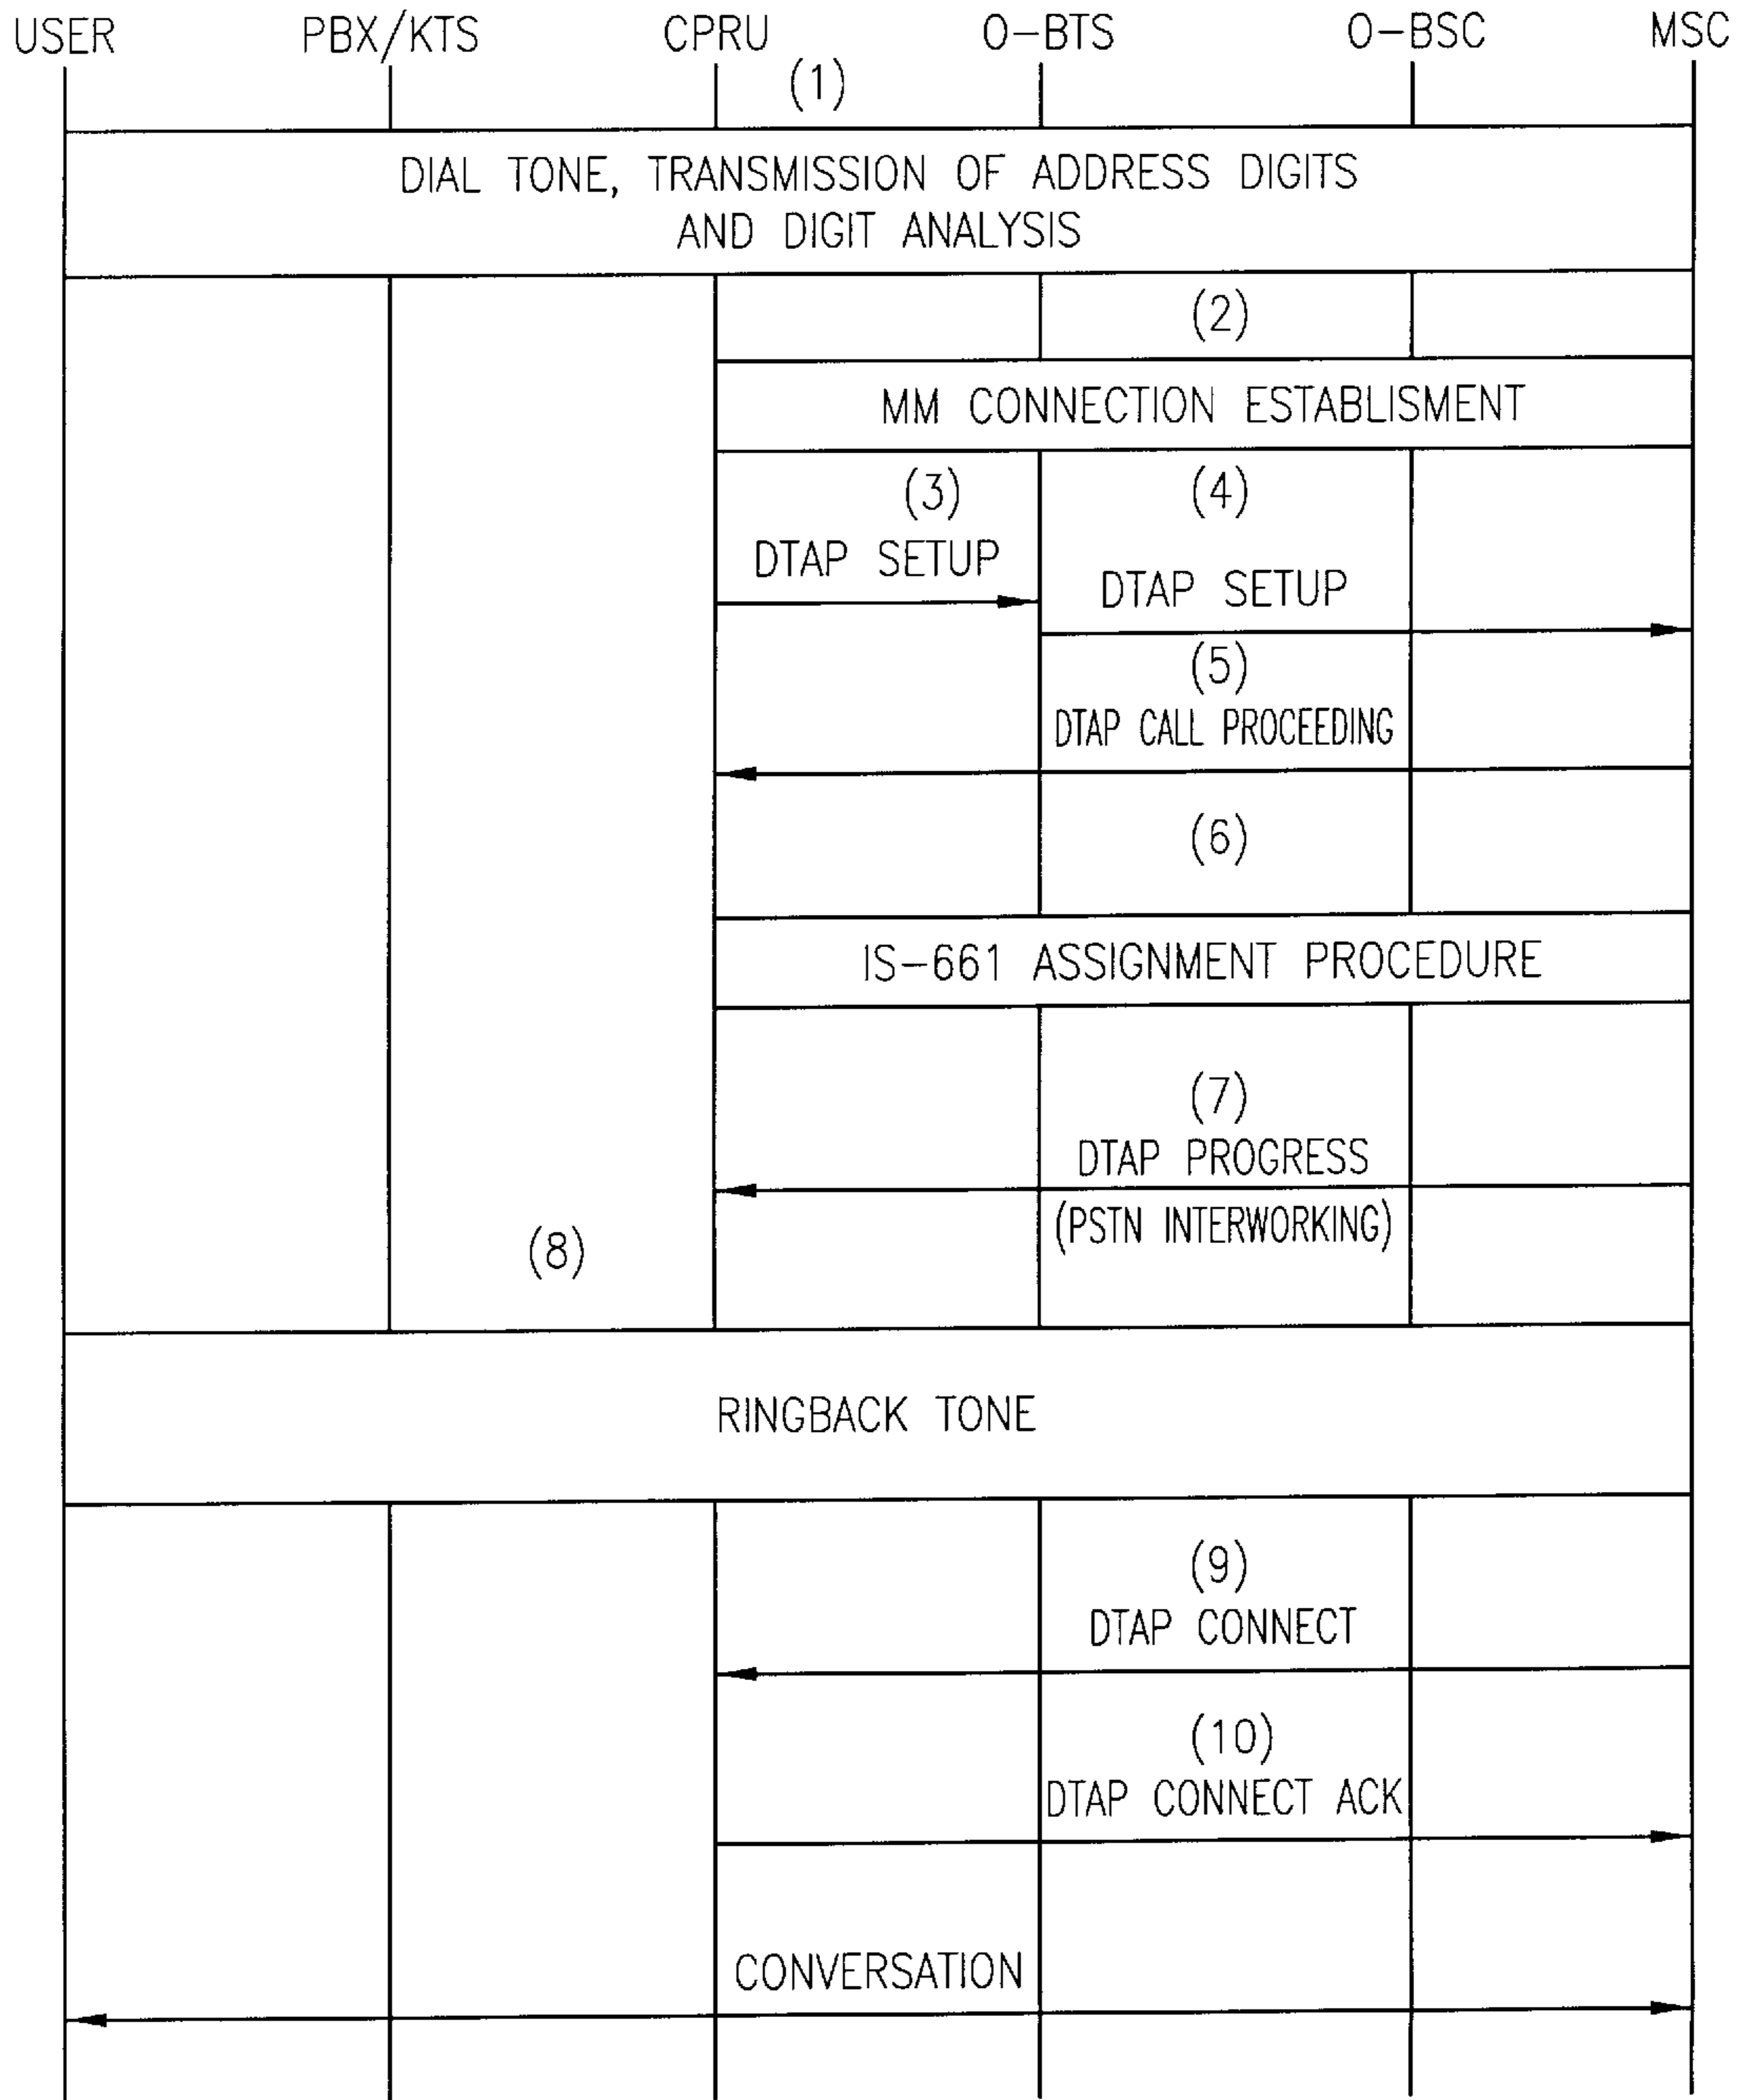 USER PBX/KTS CPRU O-BTS O-BSC MSC
(1)
DIAL TONE, TRANSMISSION OF ADDRESS DIGITS
AND DIGIT ANALYSIS
(2)
MM CONNECTION ESTABLISMENT
(3) (4)
DTAP SETUP
DTAP SETUP
(5)
DTAP CALL PROCEEDING
(6)
IS-661 ASSIGNMENT PROCEDURE
(7)
DTAP PROGRESS
(PSTN INTERWORKING)
(8)
RINGBACK TONE
(9)
DTAP CONNECT
(10)
DTAP CONNECT ACK
CONVERSATION